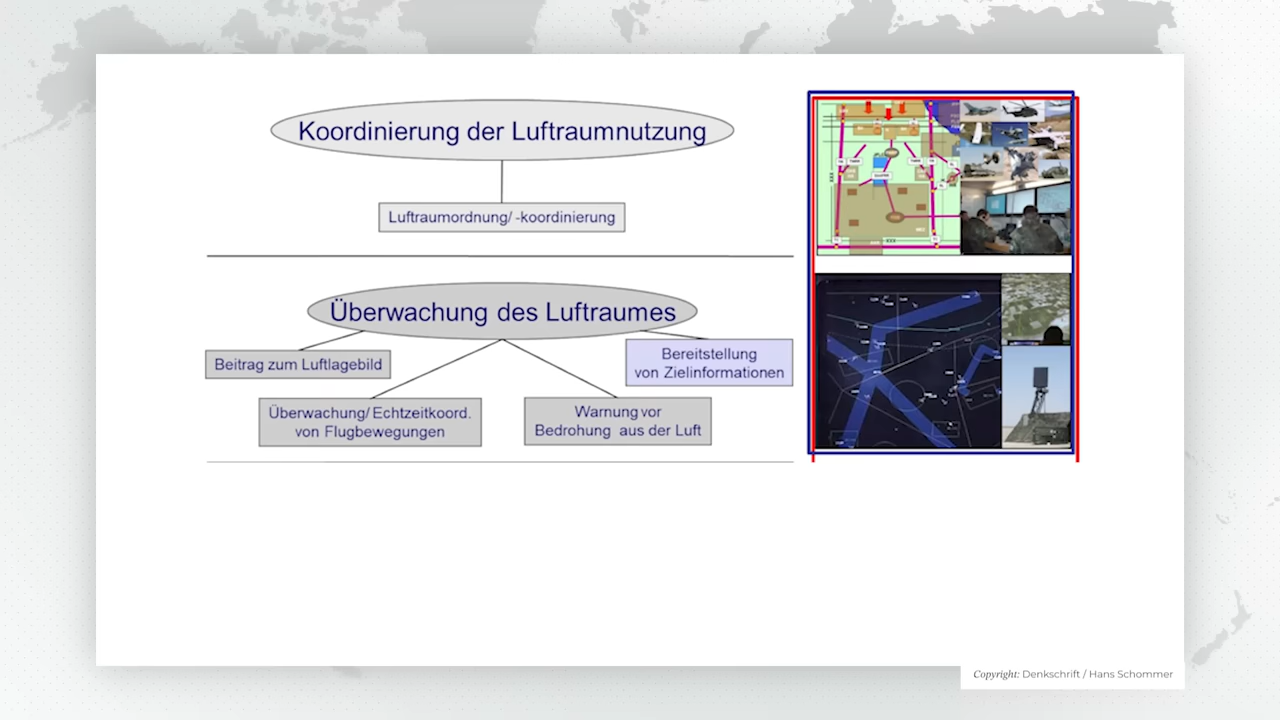 Koordinierung der Luftraumnutzung
Luftraumordnung/ -koordinierung
Überwachung des Luftraumes
Beitrag zum Luftlagebild
Bereitstellung
von Zielinformationen
Überwachung/ Echtzeitkoord.
von Flugbewegungen
Warnung vor
Bedrohung aus der Luft
Copyright: Denkschrift / Hans Schommer